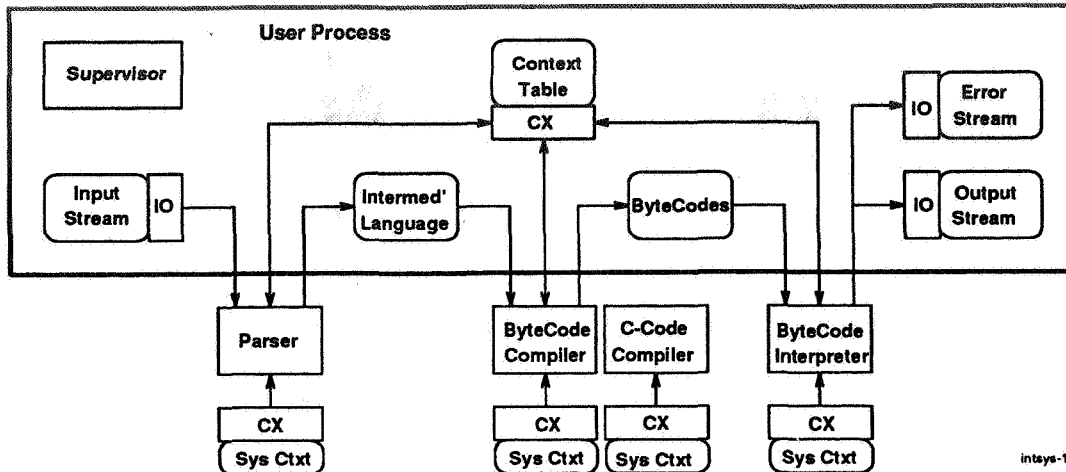 User Process
Supervisor
Context
Table
CX
IO
Error
Stream
Input
Stream
IO
Intermed'
Language
ByteCodes
IO
Output
Stream
Parser
ByteCode
Compiler
C-Code
Compiler
ByteCode
Interpreter
CX
Sys Ctxt
CX
Sys Ctxt
CX
Sys Ctxt
CX
Sys Ctxt
intsys-1